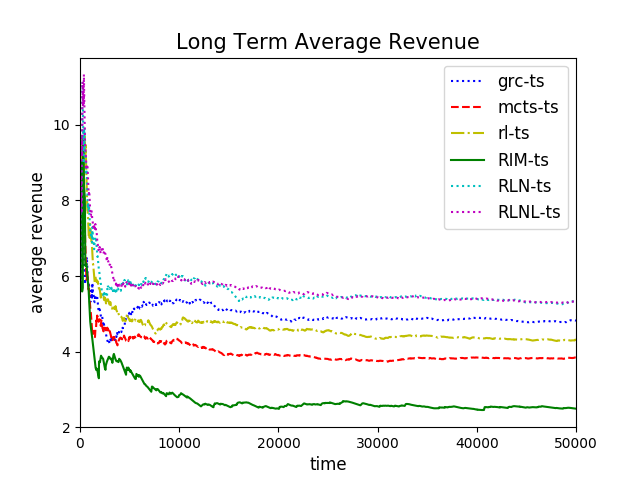 Long Term Average Revenue
grc-ts
mcts-ts
rl-ts
RIM-ts
RLN-ts
RLNL-ts
average revenue
10
8
6
4
2
0
10000
20000
30000
40000
50000
time